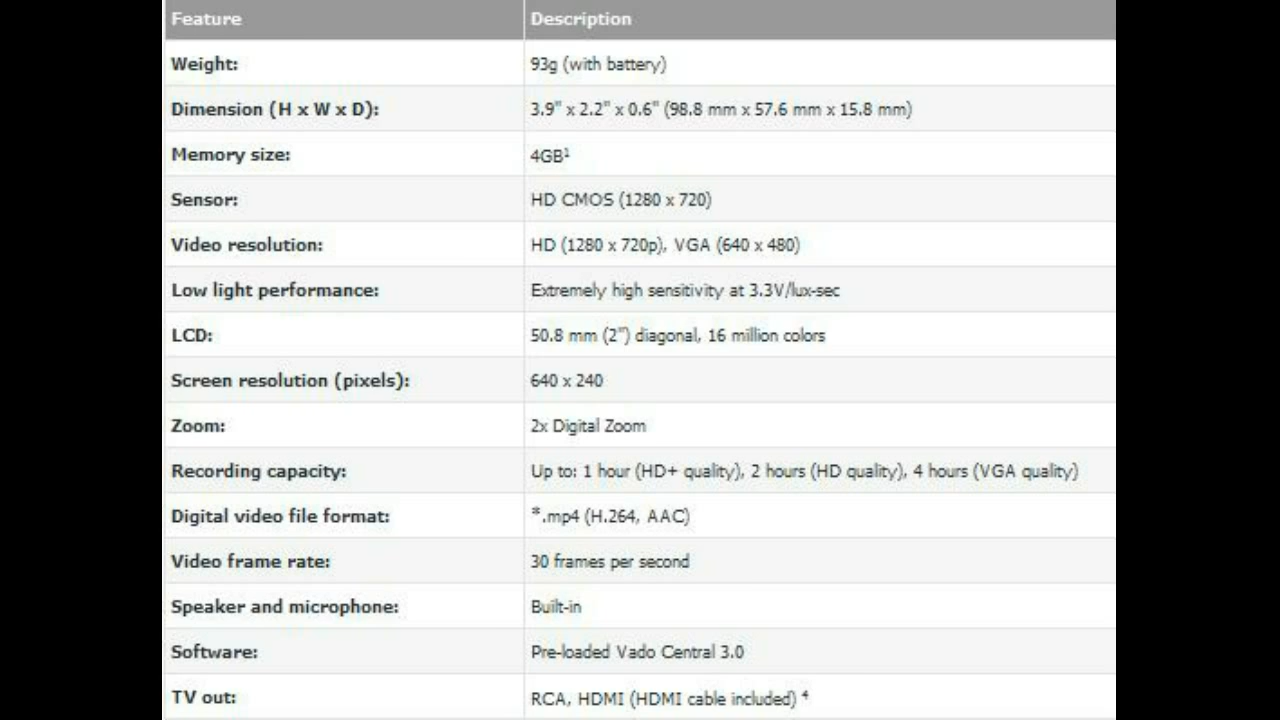 Feature Description
Weight: 93g (with battery)
Dimension (H x W x D): 3.9" x 2.2" x 0.6" (98.8 mm x 57.6 mm x 15.8 mm)
Memory size: 4GB¹
Sensor: HD CMOS (1280 x 720)
Video resolution: HD (1280 x 720p), VGA (640 x 480)
Low light performance: Extremely high sensitivity at 3.3V/lux-sec
LCD: 50.8 mm (2") diagonal, 16 million colors
Screen resolution (pixels): 640 x 240
Zoom: 2x Digital Zoom
Recording capacity: Up to: 1 hour (HD+ quality), 2 hours (HD quality), 4 hours (VGA quality)
Digital video file format: *.mp4 (H.264, AAC)
Video frame rate: 30 frames per second
Speaker and microphone: Built-in
Software: Pre-loaded Vado Central 3.0
TV out: RCA, HDMI (HDMI cable included) ⁴